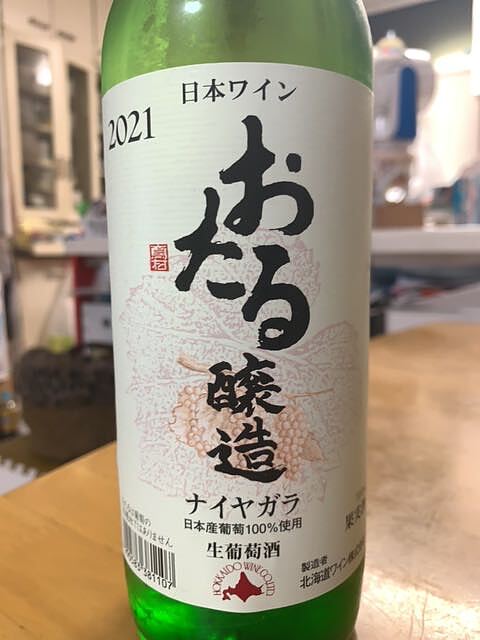 日本ワイン
2021
おたる
醸造
ナイヤガラ
日本産葡萄100%使用
生葡萄酒
HOKKAIDO WINE CO.,LTD.
製造者
北海道ワイン株式
果実